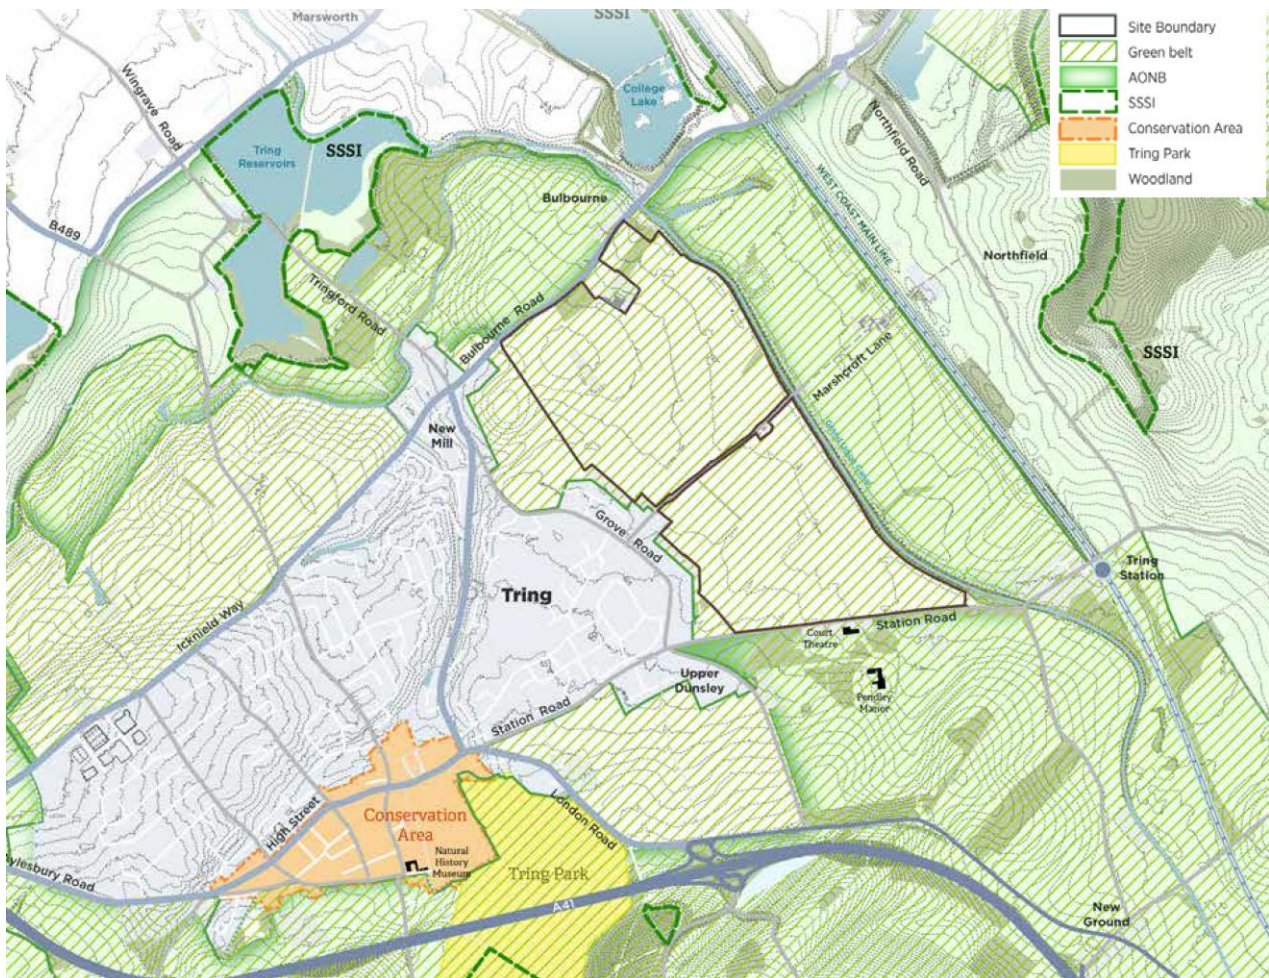 Marsworth
SSSI
Site Boundary
Green belt
AONB
SSSI
Conservation Area
Tring Park
Woodland
Wingrave Road
College
Lake
Northfield Road
Tring
Reservoirs
SSSI
WEST COAST MAIN LINE
Bulbourne
B489
Northfield
Tringford Road
Bulbourne Road
Marshcroft Lane
SSSI
New
Mill
Grove Road
Tring
Station
Tring
Icknield Way
Court
Theatre
Station Road
Upper
Dunsley
Pendley
Manor
Station Road
High Street
Conservation
Area
London Road
Natural
History
Museum
Tring Park
Aylesbury Road
A41
New
Ground